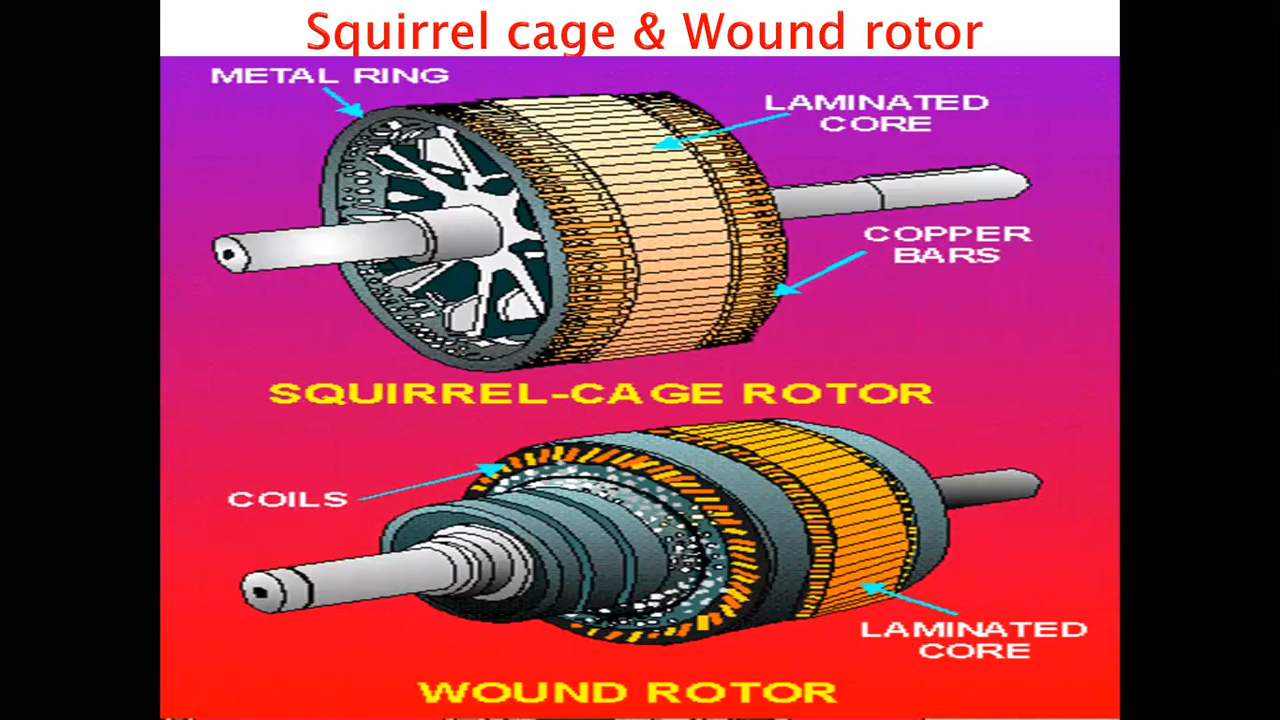 Squirrel cage & Wound rotor
METAL RING
LAMINATED
CORE
COPPER
BARS
SQUIRREL-CAGE ROTOR
COILS
LAMINATED
CORE
WOUND ROTOR